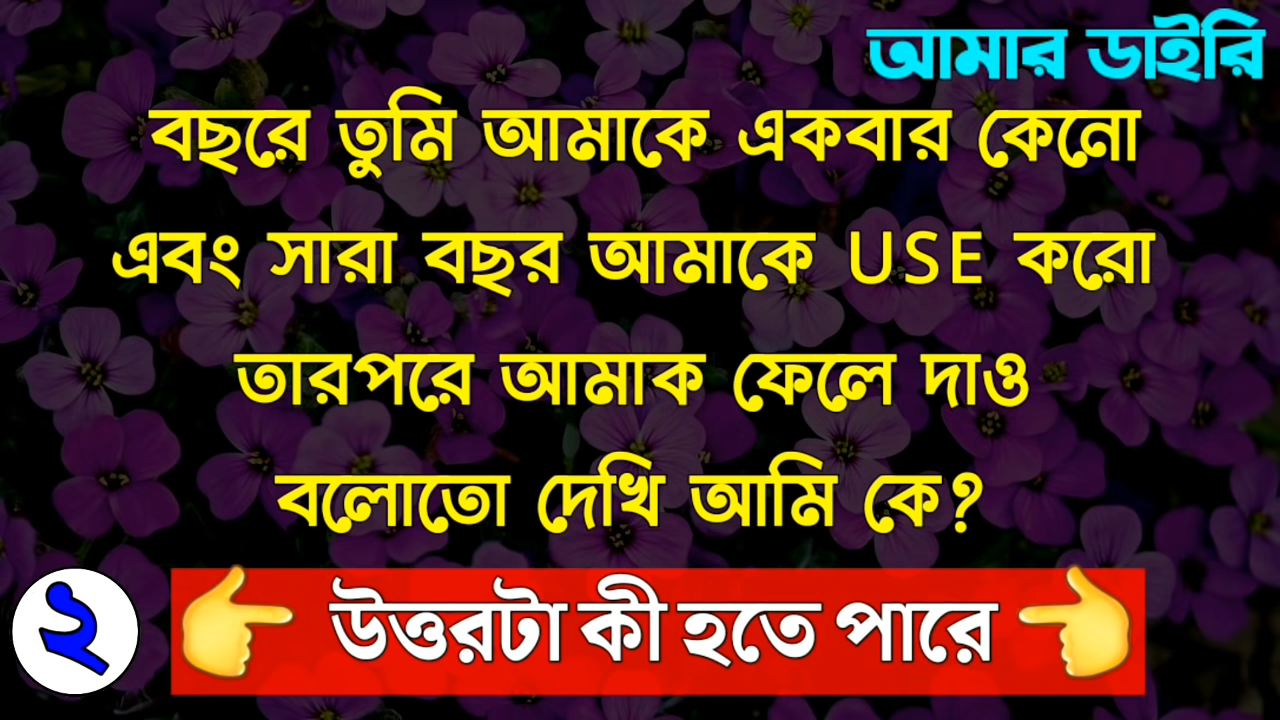 আমার ডাইরি
বছরে তুমি আমাকে একবার কেনো
এবং সারা বছর আমাকে USE করো
তারপরে আমাক ফেলে দাও
বলোতো দেখি আমি কে?
২
উত্তরটা কী হতে পারে